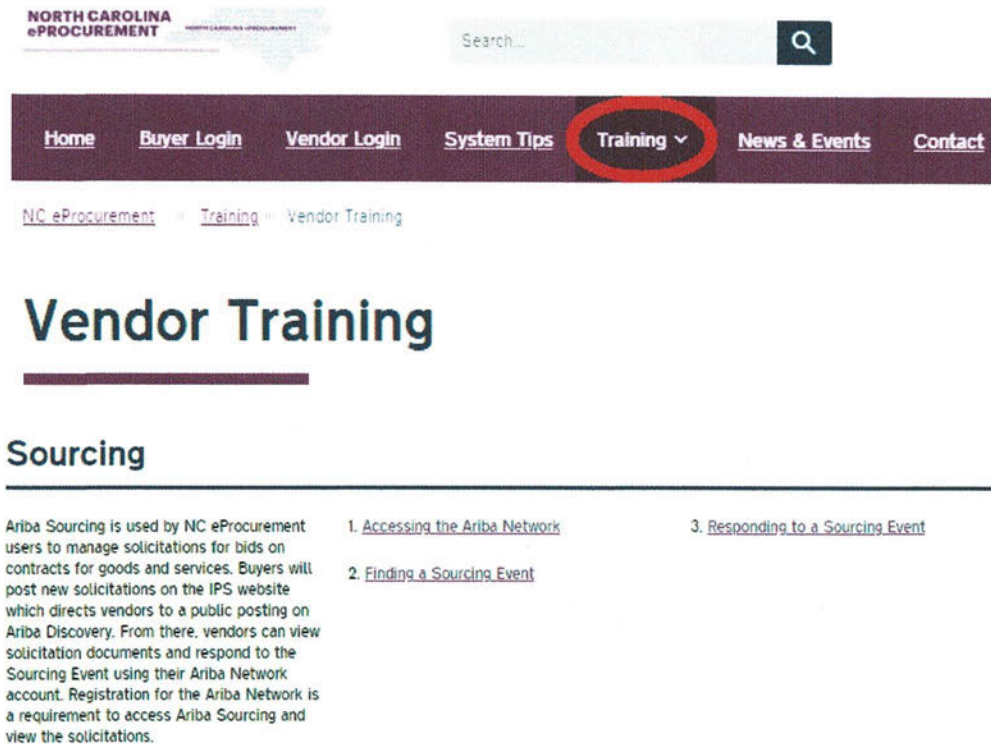 NORTH CAROLINA
ePROCUREMENT
NORTH CAROLINA ePROCUREMENT
Search...
Home Buyer Login Vendor Login System Tips Training News & Events Contact
NC eProcurement Training Vendor Training
Vendor Training
Sourcing
Ariba Sourcing is used by NC eProcurement
users to manage solicitations for bids on
contracts for goods and services. Buyers will
post new solicitations on the IPS website
which directs vendors to a public posting on
Ariba Discovery. From there, vendors can view
solicitation documents and respond to the
Sourcing Event using their Ariba Network
account. Registration for the Ariba Network is
a requirement to access Ariba Sourcing and
view the solicitations.
1. Accessing the Ariba Network
2. Finding a Sourcing Event
3. Responding to a Sourcing Event